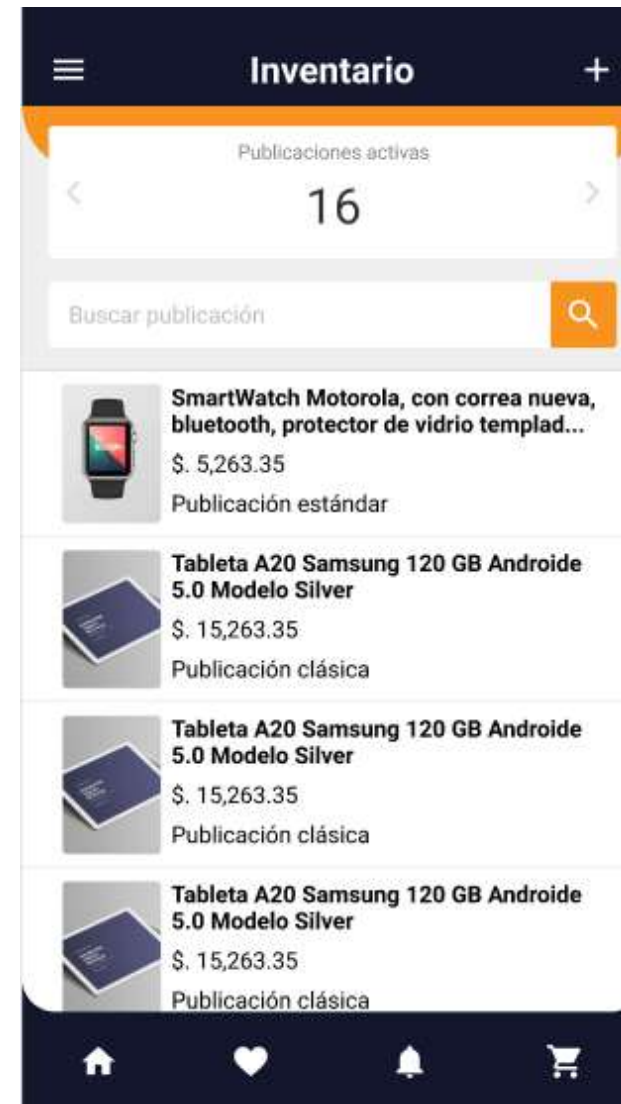 Inventario
Publicaciones activas
16
Buscar publicación
SmartWatch Motorola, con correa nueva,
bluetooth, protector de vidrio templad...
$. 5,263.35
Publicación estándar
Tableta A20 Samsung 120 GB Androide
5.0 Modelo Silver
$. 15,263.35
Publicación clásica
Tableta A20 Samsung 120 GB Androide
5.0 Modelo Silver
$. 15,263.35
Publicación clásica
Tableta A20 Samsung 120 GB Androide
5.0 Modelo Silver
$. 15,263.35
Publicación clásica